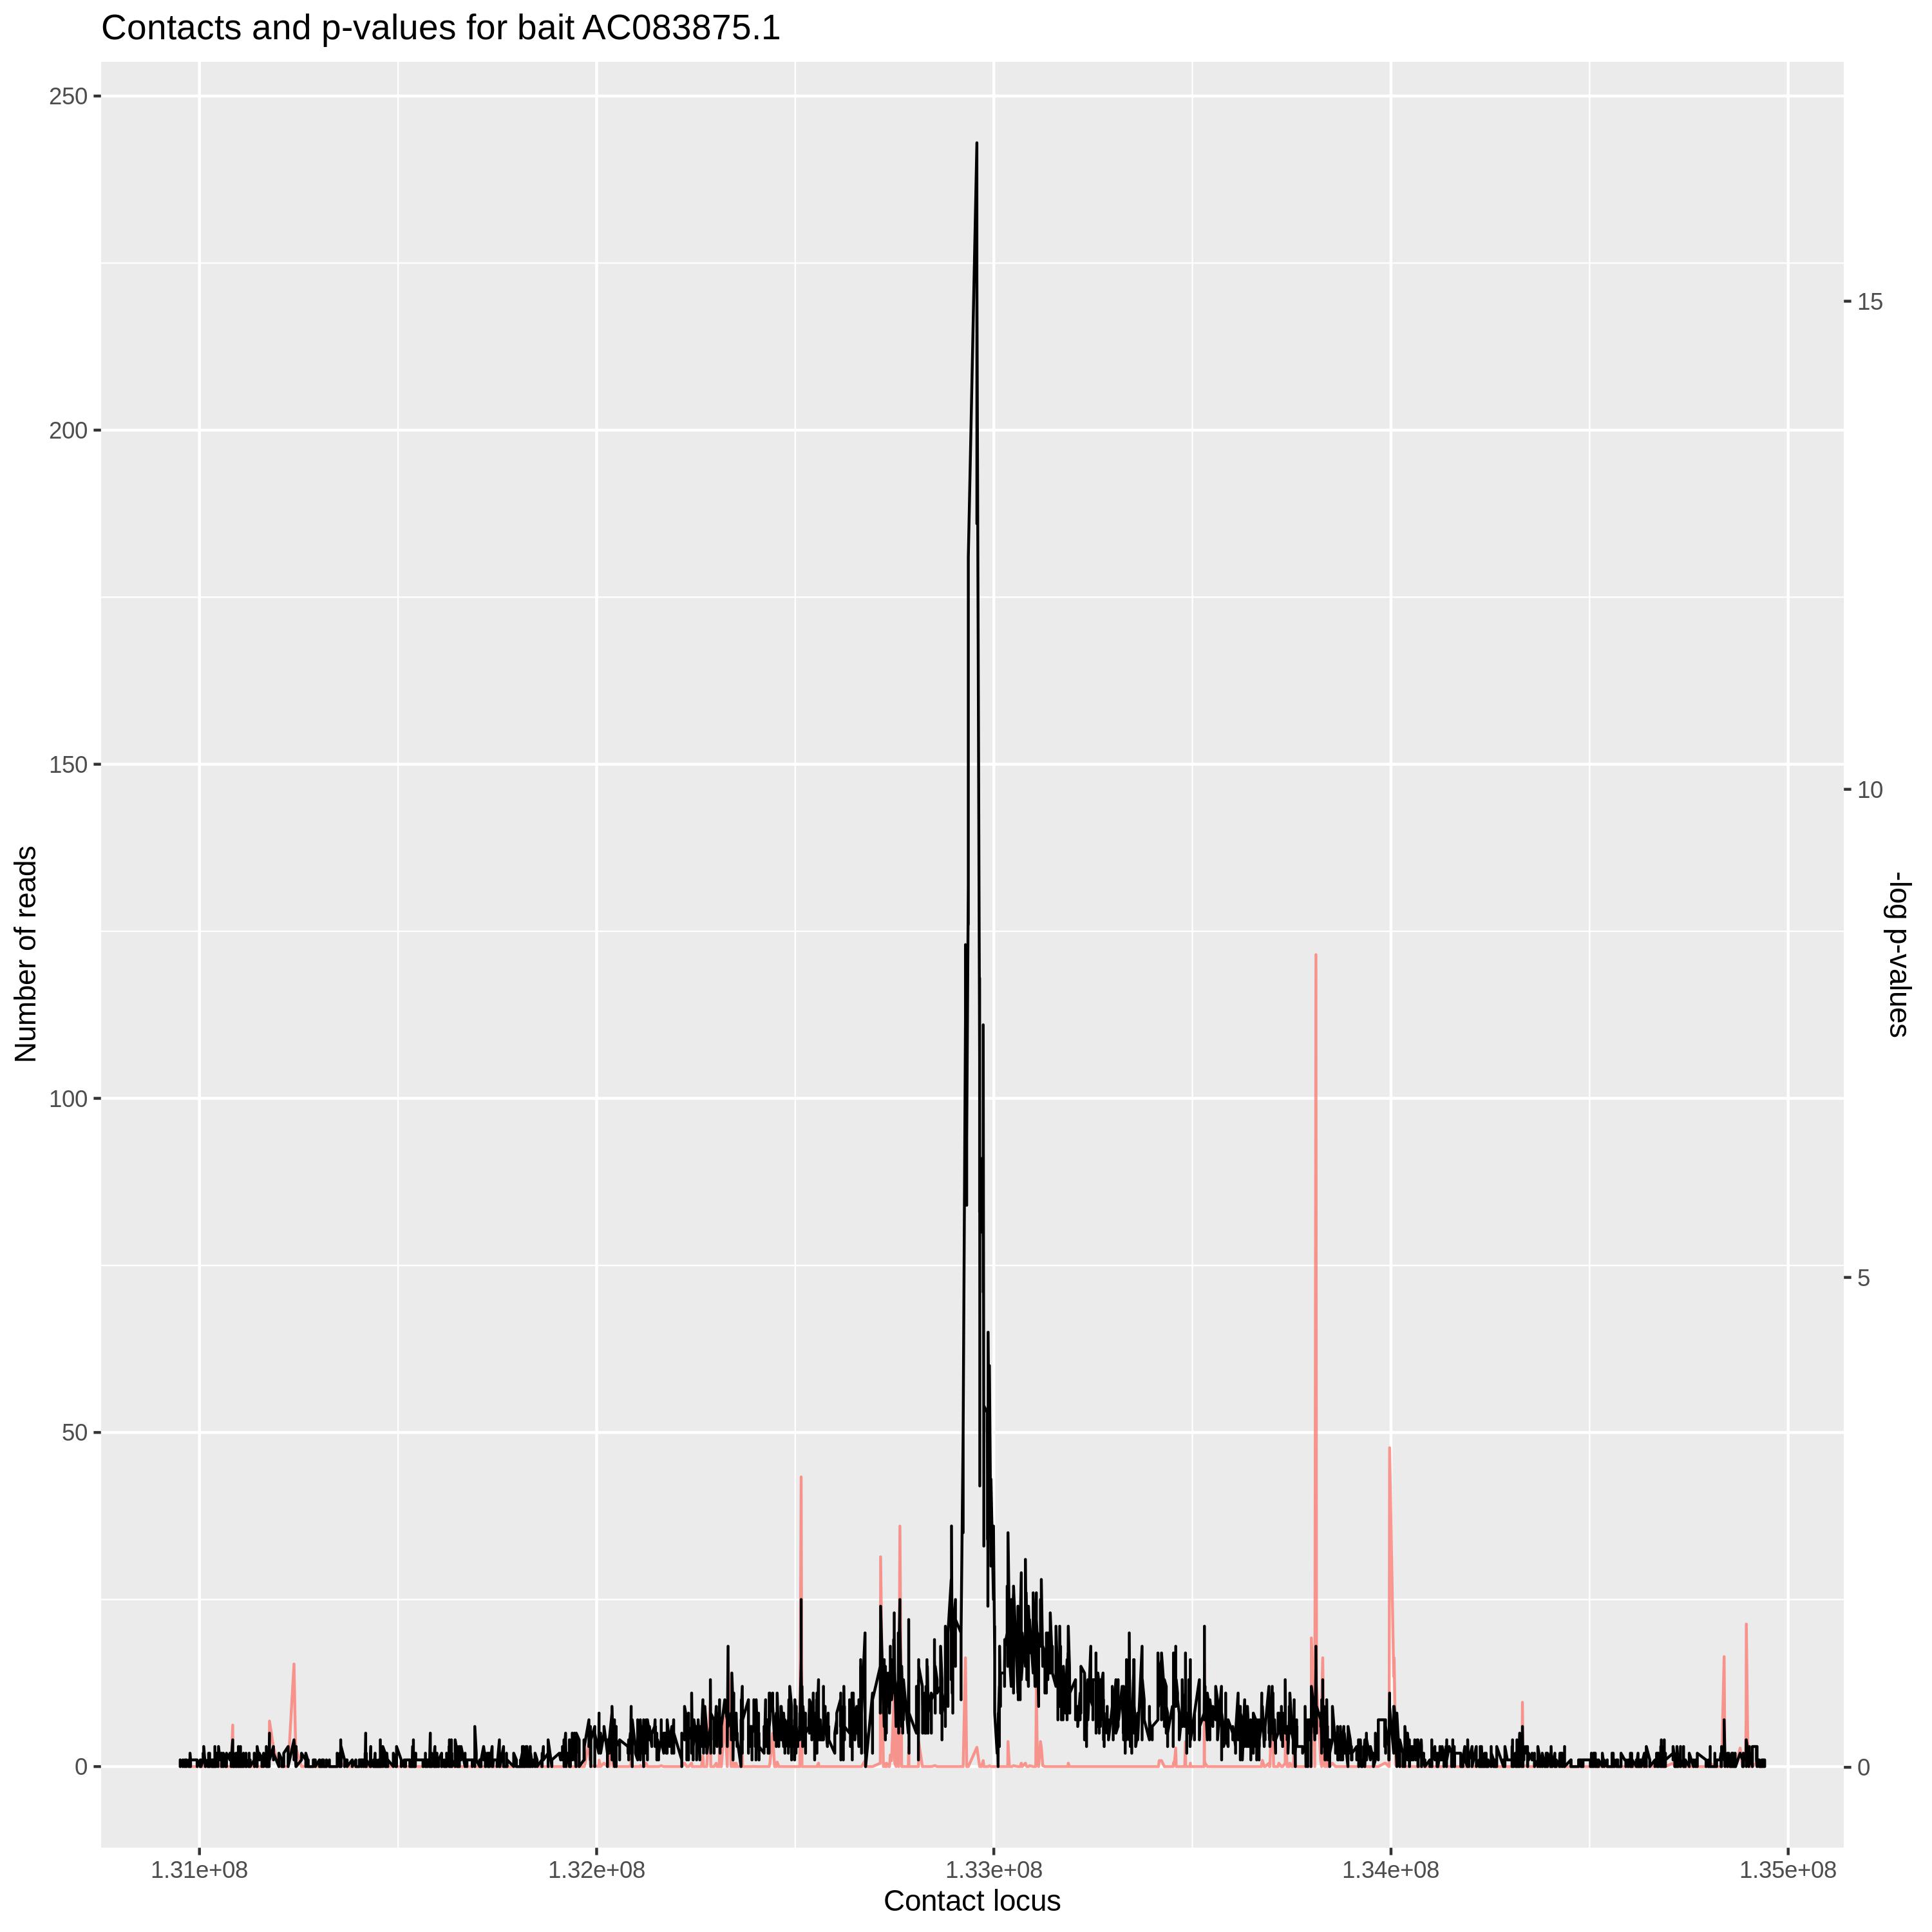 Contacts and p-values for bait AC083875.1
250
200
150
100
50
0
Number of reads
15
10
5
0
-log p-values
1.31e+08
1.32e+08
1.33e+08
1.34e+08
1.35e+08
Contact locus